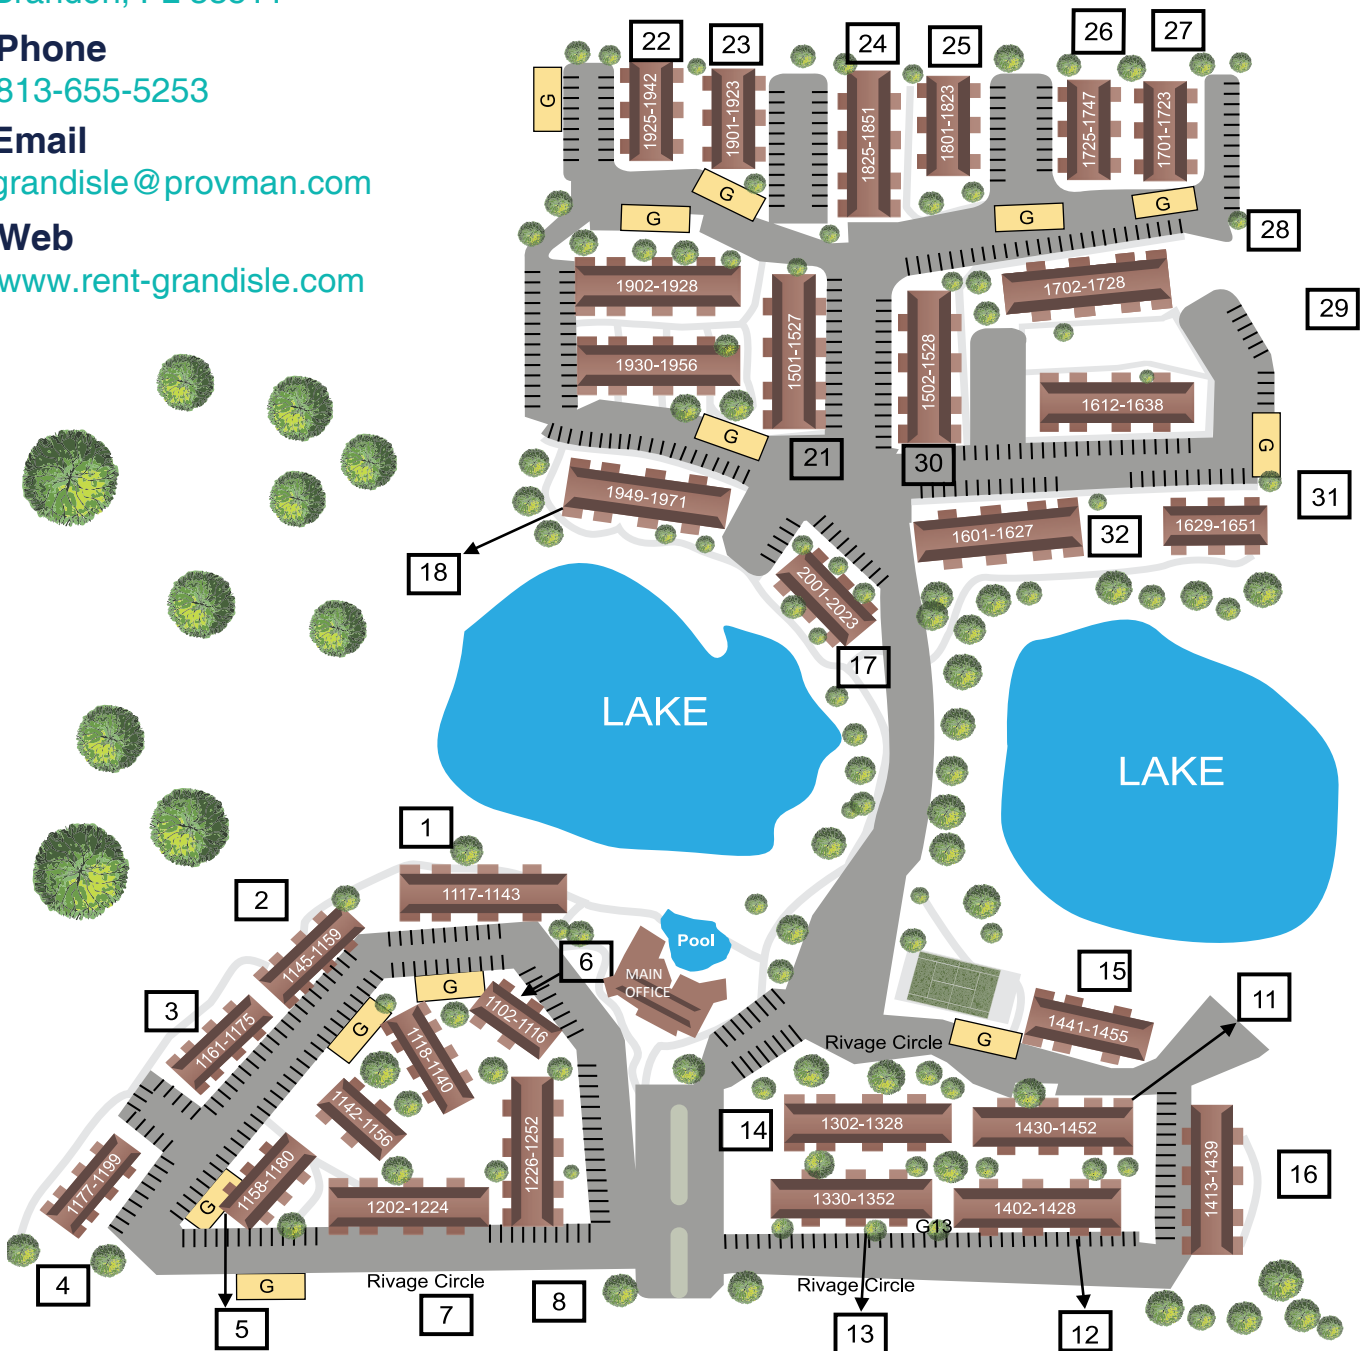 Phone
813-655-5253
Email
grandisle@provman.com
Web
www.rent-grandisle.com
22
23
24
25
26
27
G
1925-1942
1901-1923
1825-1851
1801-1823
1725-1747
1701-1723
G
G
G
G
28
1902-1928
1702-1728
29
1930-1956
1501-1527
1502-1528
1612-1638
G
G
21
30
1949-1971
31
1601-1627
32
1629-1651
18
2001-2023
17
LAKE
LAKE
1
1117-1143
2
1145-1159
Pool
6
MAIN
OFFICE
G
1102-1116
15
3
1161-1175
G
1118-1140
11
1441-1455
G
Rivage Circle
1142-1156
14
1302-1328
1430-1452
1226-1252
1413-1439
16
1177-1199
G
1158-1180
1202-1224
1330-1352
1402-1428
G13
4
G
Rivage Circle
Rivage Circle
5
7
8
13
12